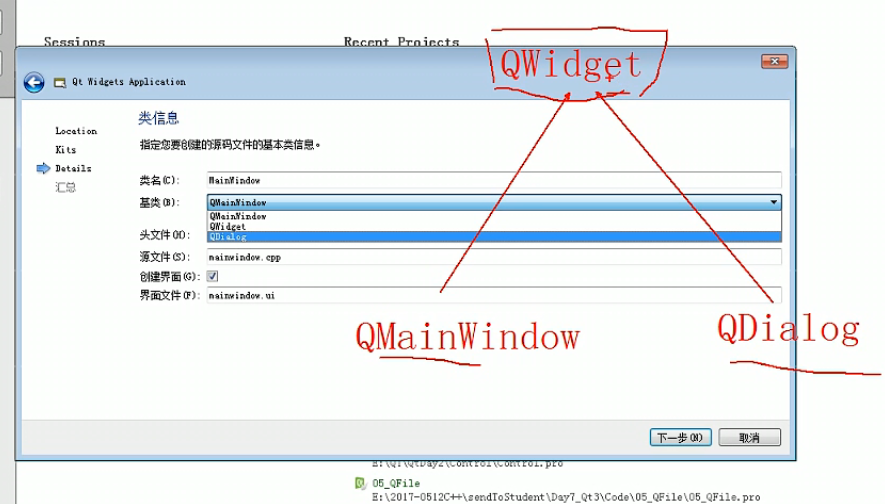 Sessions
Recent Projects
QWidget
Qt Widgets Application
类信息
Location
指定您要创建的源码文件的基本类信息。
Kits
Details
汇总
类名(C):
MainWindow
基类(B):
QMainWindow
QMainWindow
QWidget
QDialog
头文件(H):
源文件(S):
mainwindow.cpp
创建界面(G):
界面文件(F):
mainwindow.ui
QMainWindow
QDialog
下一步(N)
取消
E:\QT\QtDay2\Control\Control.pro
05_QFile
E:\2017-0512C++\sendToStudent\Day7_Qt3\Code\05_QFile\05_QFile.pro